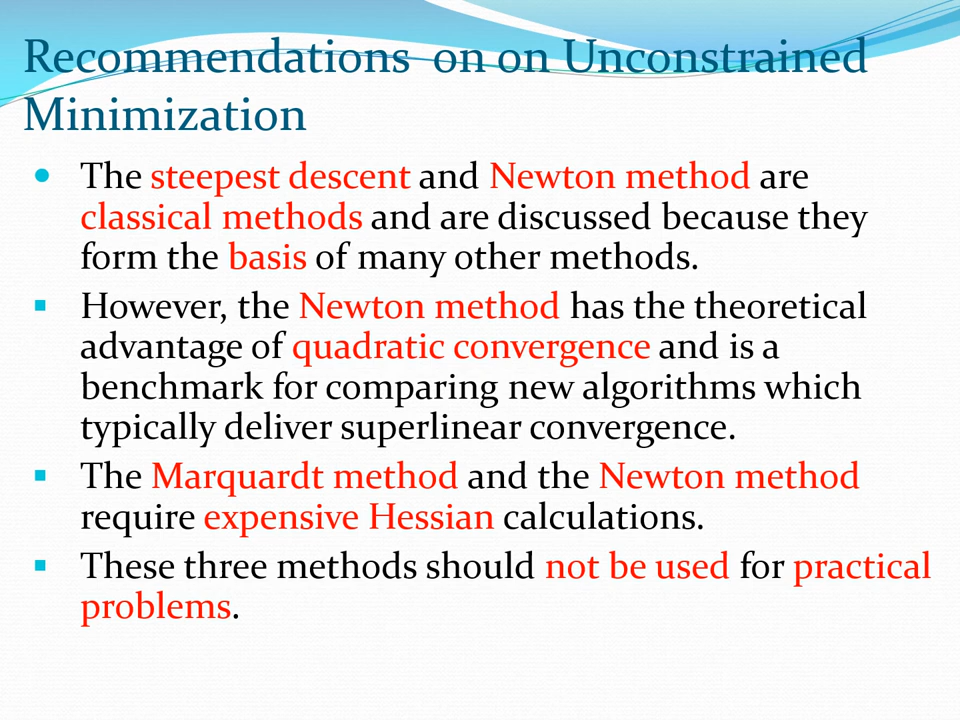 Recommendations on on Unconstrained
Minimization
• The steepest descent and Newton method are
classical methods and are discussed because they
form the basis of many other methods.
▪ However, the Newton method has the theoretical
advantage of quadratic convergence and is a
benchmark for comparing new algorithms which
typically deliver superlinear convergence.
▪ The Marquardt method and the Newton method
require expensive Hessian calculations.
▪ These three methods should not be used for practical
problems.